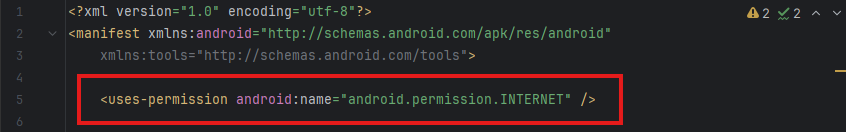 1 <?xml version="1.0" encoding="utf-8"?>
2 <manifest xmlns:android="http://schemas.android.com/apk/res/android"
3 xmlns:tools="http://schemas.android.com/tools">
4
5 <uses-permission android:name="android.permission.INTERNET" />
6
2 2